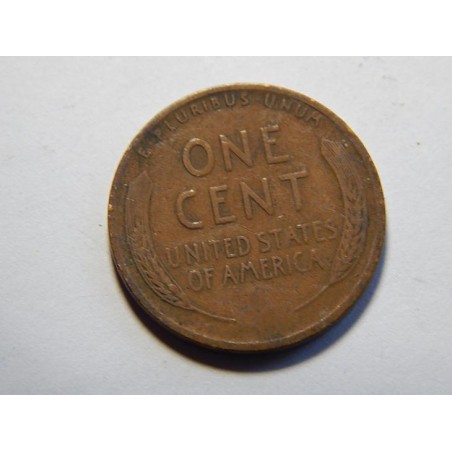 E PLURIBUS UNUM
ONE
CENT
UNITED STATES
OF AMERICA